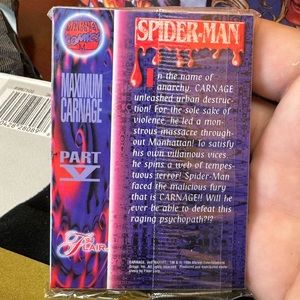 SPIDER-MAN
MAXIMUM
CARNAGE
PART
V
FLAIR
In the name of
anarchy, CARNAGE
unleashed urban destruc-
tion! For the sole sake of
violence, he led a mon-
strous massacre through-
out Manhattan! To satisfy
his own villainous vices
he spins a web of tempes-
tuous terror! Spider-Man
faced the malicious fury
that is CARNAGE!! Will he
ever be able to defeat this
raging psychopath?!?